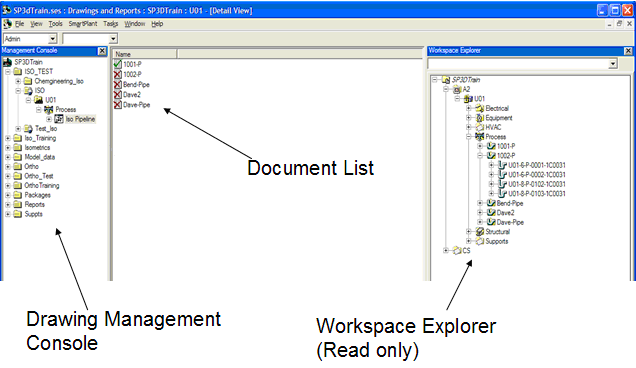 SP3dTrain.ses : Drawings and Reports : SP3DTrain : U01 - [Detail View]
File View Tools SmartPlant Tasks Window Help
Admin
Management Console
SP3DTrain
ISO_TEST
Chemgineering_Iso
ISO
U01
Process
Iso Pipeline
Test_Iso
Iso_Training
Isometrics
Model_data
Ortho
Ortho_Test
OrthoTraining
Packages
Reports
Suppts
Name
1001-P
1002-P
Bend-Pipe
Dave2
Dave-Pipe
Document List
Workspace Explorer
SP3DTrain
A2
U01
Electrical
Equipment
HVAC
Process
1001-P
1002-P
U01-6-P-0001-1C0031
U01-6-P-0002-1C0031
U01-8-P-0102-1C0031
U01-8-P-0103-1C0031
Bend-Pipe
Dave2
Dave-Pipe
Structural
Supports
CS
Drawing Management
Console
Workspace Explorer
(Read only)